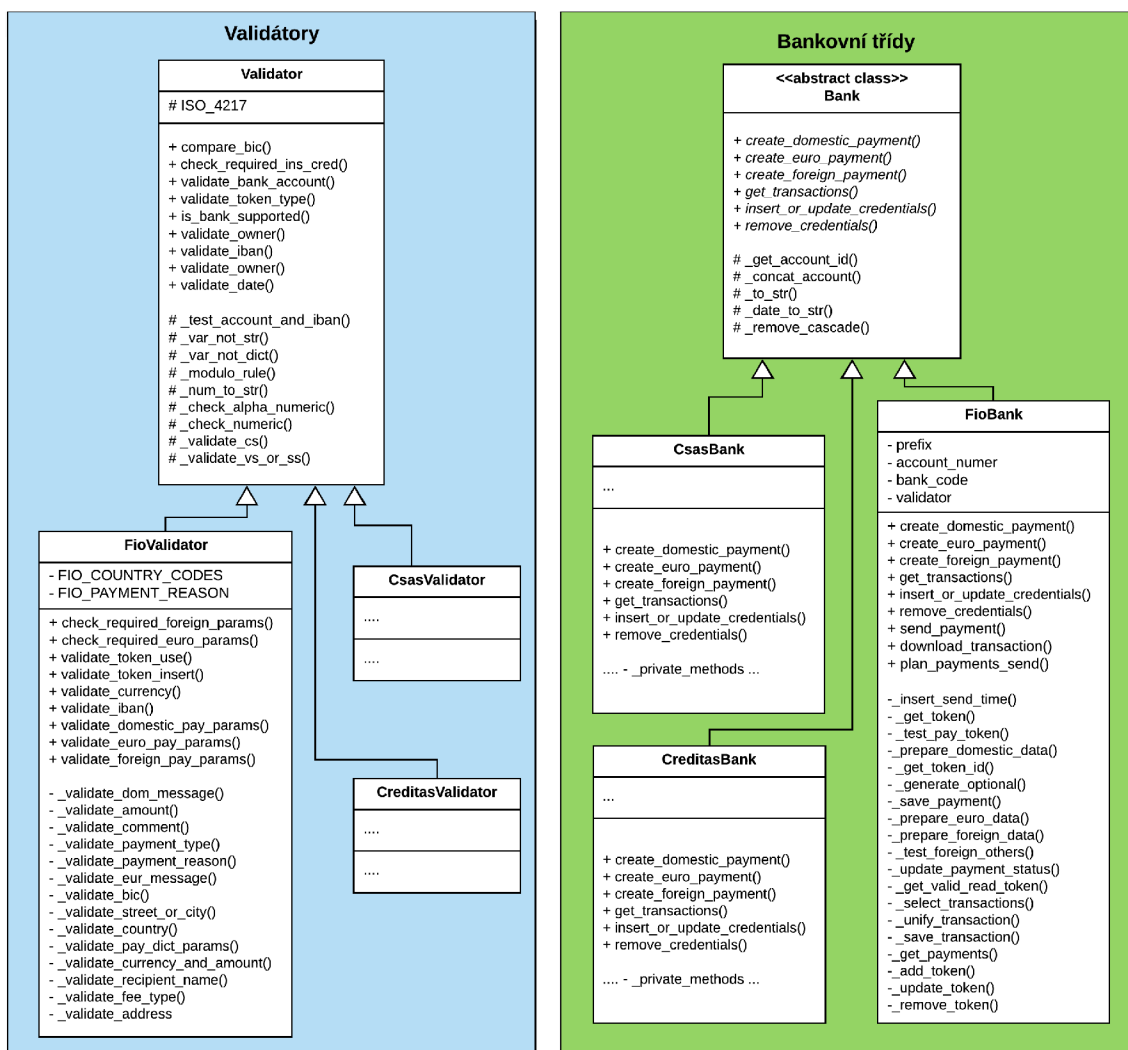 Validátory
Validator
# ISO_4217
+ compare_bic()
+ check_required_ins_cred()
+ validate_bank_account()
+ validate_token_type()
+ is_bank_supported()
+ validate_owner()
+ validate_iban()
+ validate_owner()
+ validate_date()
# _test_account_and_iban()
# _var_not_str()
# _var_not_dict()
# _modulo_rule()
# _num_to_str()
# _check_alpha_numeric()
# _check_numeric()
# _validate_cs()
# _validate_vs_or_ss()
FioValidator
- FIO_COUNTRY_CODES
- FIO_PAYMENT_REASON
+ check_required_foreign_params()
+ check_required_euro_params()
+ validate_token_use()
+ validate_token_insert()
+ validate_currency()
+ validate_iban()
+ validate_domestic_pay_params()
+ validate_euro_pay_params()
+ validate_foreign_pay_params()
- _validate_dom_message()
- _validate_amount()
- _validate_comment()
- _validate_payment_type()
- _validate_payment_reason()
- _validate_eur_message()
- _validate_bic()
- _validate_street_or_city()
- _validate_country()
- _validate_pay_dict_params()
- _validate_currency_and_amount()
- _validate_recipient_name()
- _validate_fee_type()
- _validate_address
CsasValidator
....
....
CreditasValidator
....
....
Bankovní třídy
<<abstract class>>
Bank
+ create_domestic_payment()
+ create_euro_payment()
+ create_foreign_payment()
+ get_transactions()
+ insert_or_update_credentials()
+ remove_credentials()
# _get_account_id()
# _concat_account()
# _to_str()
# _date_to_str()
# _remove_cascade()
CsasBank
...
+ create_domestic_payment()
+ create_euro_payment()
+ create_foreign_payment()
+ get_transactions()
+ insert_or_update_credentials()
+ remove_credentials()
.... - _private_methods ...
CreditasBank
...
+ create_domestic_payment()
+ create_euro_payment()
+ create_foreign_payment()
+ get_transactions()
+ insert_or_update_credentials()
+ remove_credentials()
.... - _private_methods ...
FioBank
- prefix
- account_numer
- bank_code
- validator
+ create_domestic_payment()
+ create_euro_payment()
+ create_foreign_payment()
+ get_transactions()
+ insert_or_update_credentials()
+ remove_credentials()
+ send_payment()
+ download_transaction()
+ plan_payments_send()
-_insert_send_time()
- _get_token()
- _test_pay_token()
- _prepare_domestic_data()
- _get_token_id()
- _generate_optional()
- _save_payment()
- _prepare_euro_data()
- _prepare_foreign_data()
- _test_foreign_others()
- _update_payment_status()
- _get_valid_read_token()
- _select_transactions()
- _unify_transaction()
- _save_transaction()
-_get_payments()
- _add_token()
-_update_token()
-_remove_token()